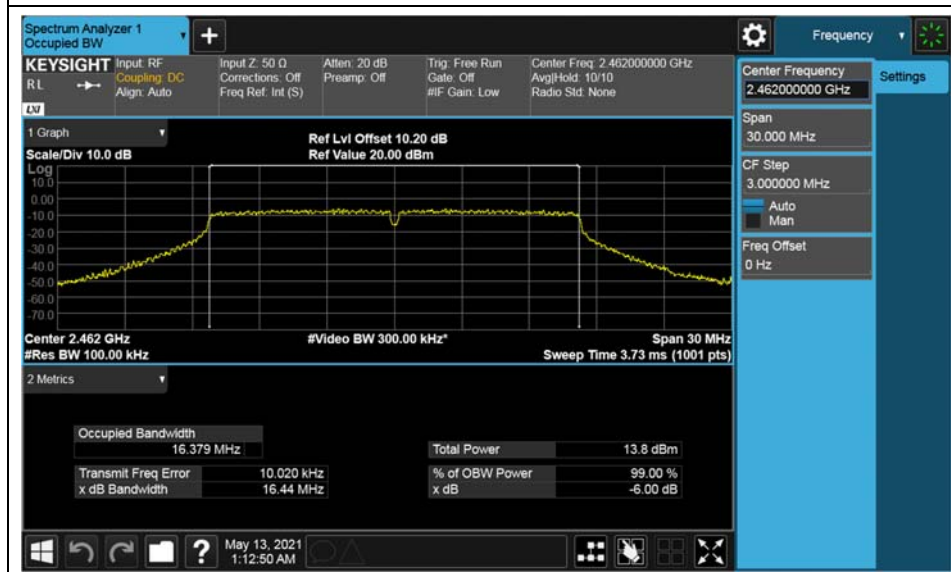 Spectrum Analyzer 1
Occupied BW
Frequency
KEYSIGHT
RL
LXI
Input: RF
Coupling: DC
Align: Auto
Input Z: 50 Ω
Corrections: Off
Freq Ref: Int (S)
Atten: 20 dB
Preamp: Off
Trig: Free Run
Gate: Off
#IF Gain: Low
Center Freq: 2.462000000 GHz
Avg|Hold: 10/10
Radio Std: None
1 Graph
Scale/Div 10.0 dB
Ref Lvl Offset 10.20 dB
Ref Value 20.00 dBm
Log
10.0
0.00
-10.0
-20.0
-30.0
-40.0
-50.0
-60.0
-70.0
Center 2.462 GHz
#Res BW 100.00 kHz
#Video BW 300.00 kHz*
Span 30 MHz
Sweep Time 3.73 ms (1001 pts)
2 Metrics
Occupied Bandwidth
16.379 MHz
Transmit Freq Error 10.020 kHz
x dB Bandwidth 16.44 MHz
Total Power 13.8 dBm
% of OBW Power 99.00 %
x dB -6.00 dB
Center Frequency
2.462000000 GHz
Span
30.000 MHz
CF Step
3.000000 MHz
Auto
Man
Freq Offset
0 Hz
Settings
?
May 13, 2021
1:12:50 AM